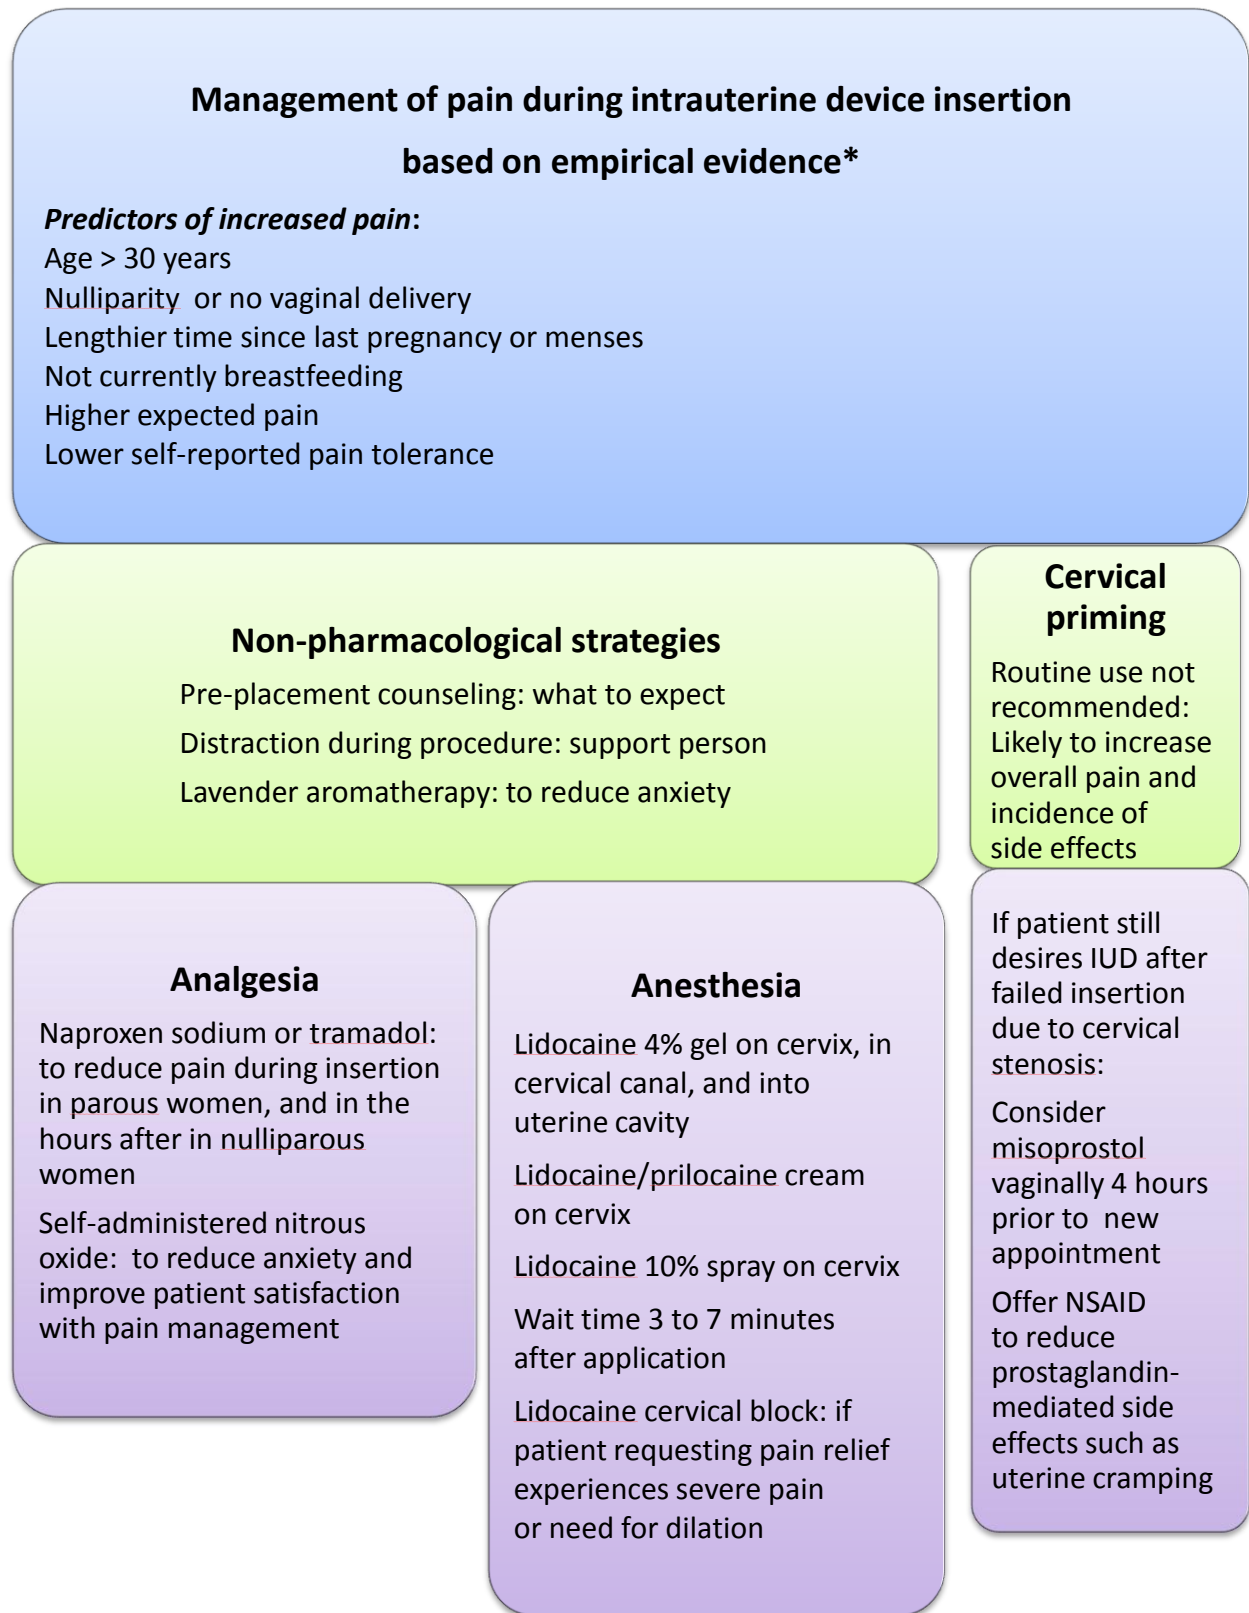 Management of pain during intrauterine device insertion
based on empirical evidence*
Predictors of increased pain:
Age > 30 years
Nulliparity or no vaginal delivery
Lengthier time since last pregnancy or menses
Not currently breastfeeding
Higher expected pain
Lower self-reported pain tolerance
Non-pharmacological strategies
Pre-placement counseling: what to expect
Distraction during procedure: support person
Lavender aromatherapy: to reduce anxiety
Cervical
priming
Routine use not
recommended:
Likely to increase
overall pain and
incidence of
side effects
Analgesia
Naproxen sodium or tramadol:
to reduce pain during insertion
in parous women, and in the
hours after in nulliparous
women
Self-administered nitrous
oxide: to reduce anxiety and
improve patient satisfaction
with pain management
Anesthesia
Lidocaine 4% gel on cervix, in
cervical canal, and into
uterine cavity
Lidocaine/prilocaine cream
on cervix
Lidocaine 10% spray on cervix
Wait time 3 to 7 minutes
after application
Lidocaine cervical block: if
patient requesting pain relief
experiences severe pain
or need for dilation
If patient still
desires IUD after
failed insertion
due to cervical
stenosis:
Consider
misoprostol
vaginally 4 hours
prior to new
appointment
Offer NSAID
to reduce
prostaglandin-
mediated side
effects such as
uterine cramping